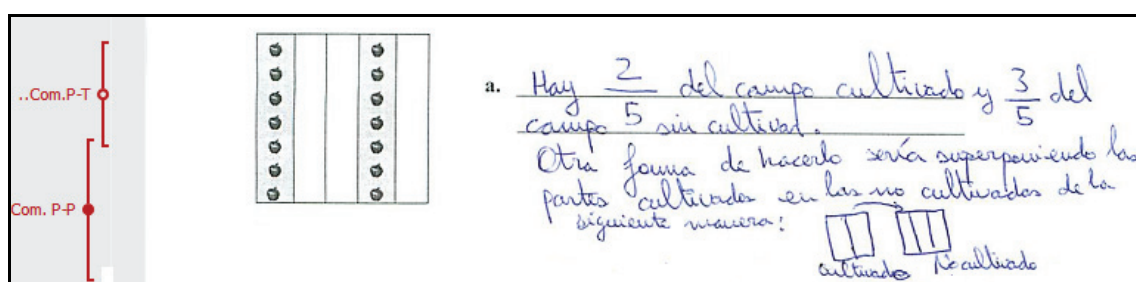 ..Com.P-T
Com. P-P
a. Hay 2/5 del campo cultivado y 3/5 del
campo sin cultivar.
Otra forma de hacerlo sería superponiendo las
partes cultivadas en las no cultivadas de la
siguiente manera:
cultivado No cultivado